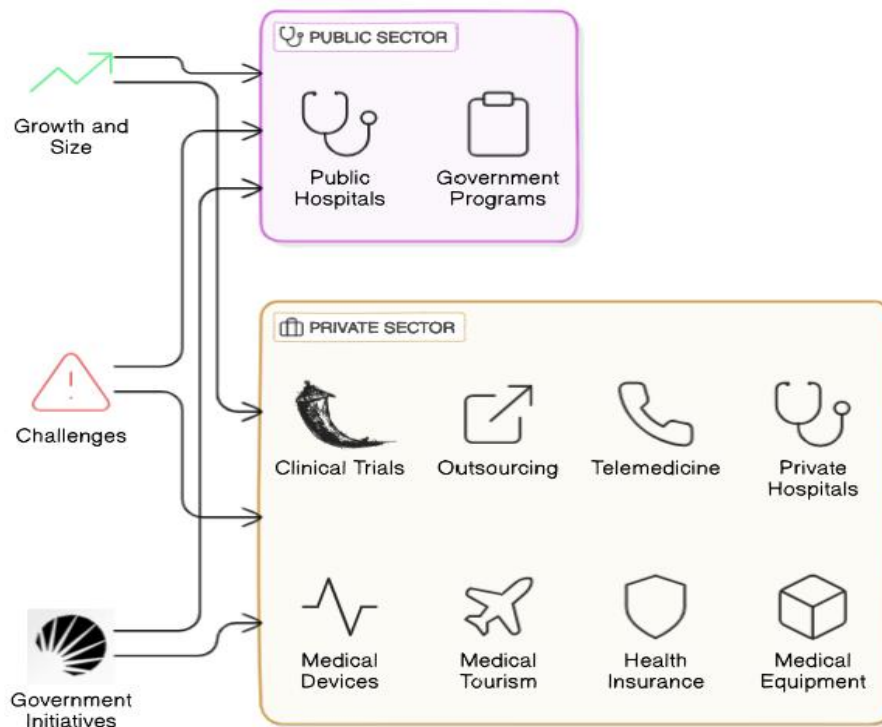 PUBLIC SECTOR
Growth and
Size
Public
Hospitals
Government
Programs
PRIVATE SECTOR
Challenges
Clinical Trials
Outsourcing
Telemedicine
Private
Hospitals
Medical
Devices
Medical
Tourism
Health
Insurance
Medical
Equipment
Government
Initiatives